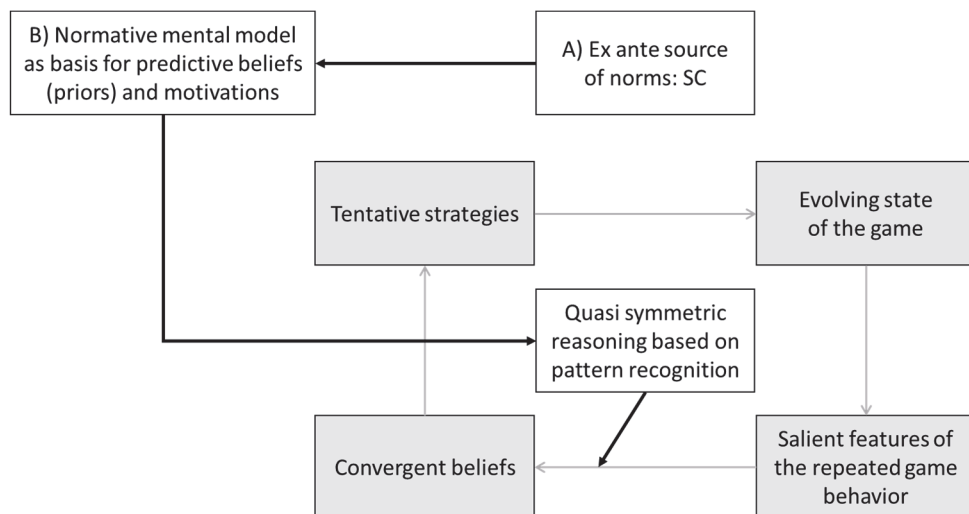 B) Normative mental model
as basis for predictive beliefs
(priors) and motivations
A) Ex ante source
of norms: SC
Tentative strategies
Evolving state
of the game
Quasi symmetric
reasoning based on
pattern recognition
Convergent beliefs
Salient features of
the repeated game
behavior